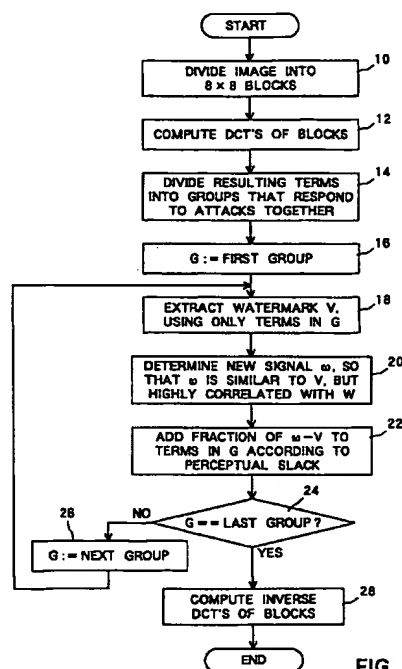 START
10
DIVIDE IMAGE INTO
8 × 8 BLOCKS
12
COMPUTE DCT'S OF BLOCKS
14
DIVIDE RESULTING TERMS
INTO GROUPS THAT RESPOND
TO ATTACKS TOGETHER
16
G := FIRST GROUP
18
EXTRACT WATERMARK V,
USING ONLY TERMS IN G
20
DETERMINE NEW SIGNAL ω, SO
THAT ω IS SIMILAR TO V, BUT
HIGHLY CORRELATED WITH W
22
ADD FRACTION OF ω−V TO
TERMS IN G ACCORDING TO
PERCEPTUAL SLACK
24
G == LAST GROUP ?
NO
26
G := NEXT GROUP
YES
28
COMPUTE INVERSE
DCT'S OF BLOCKS
END
FIG